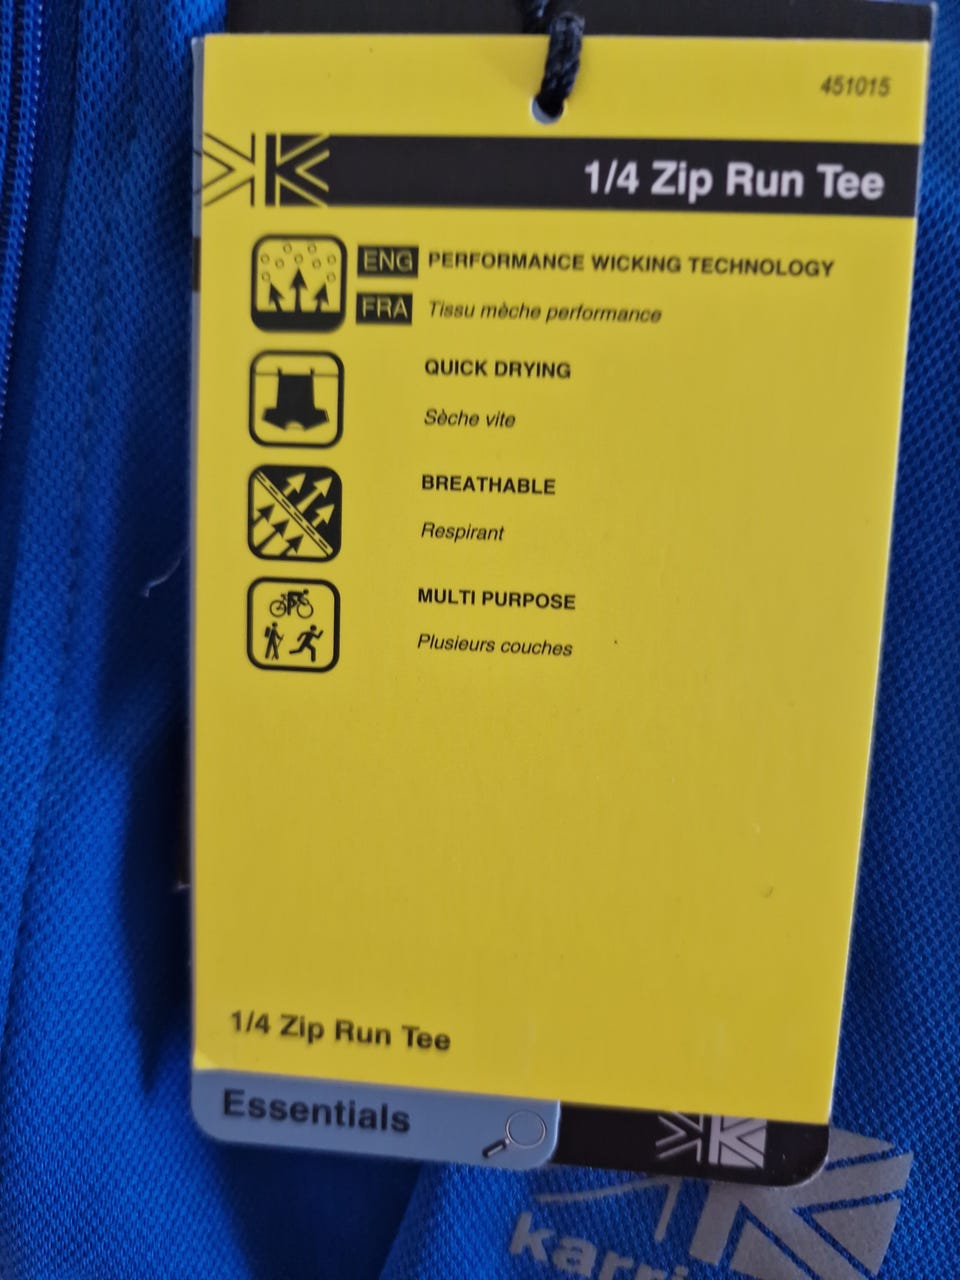 451015
1/4 Zip Run Tee
ENG PERFORMANCE WICKING TECHNOLOGY
FRA Tissu mèche performance
QUICK DRYING
Sèche vite
BREATHABLE
Respirant
MULTI PURPOSE
Plusieurs couches
1/4 Zip Run Tee
Essentials
karri